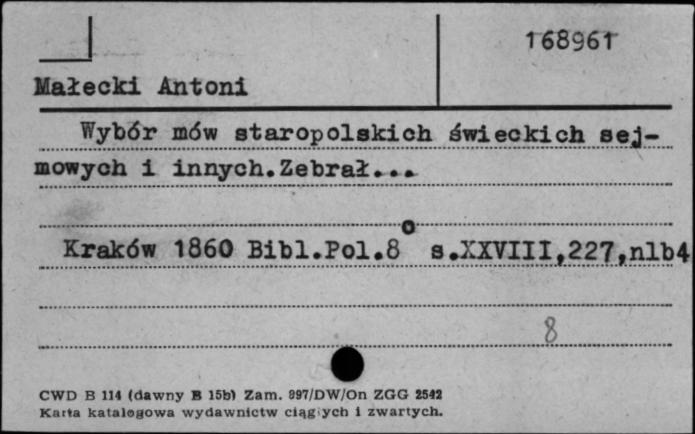 168961
Małecki Antoni
Wybór mów staropolskich świeckich sej-
mowych i innych.Zebrał...
Kraków 1860 Bibl.Pol.8° s.XXVIII,227,nlb4
8
CWD B 114 (dawny B 15b) Zam. 897/DW/On ZGG 2542
Karta katalogowa wydawnictw ciągłych i zwartych.